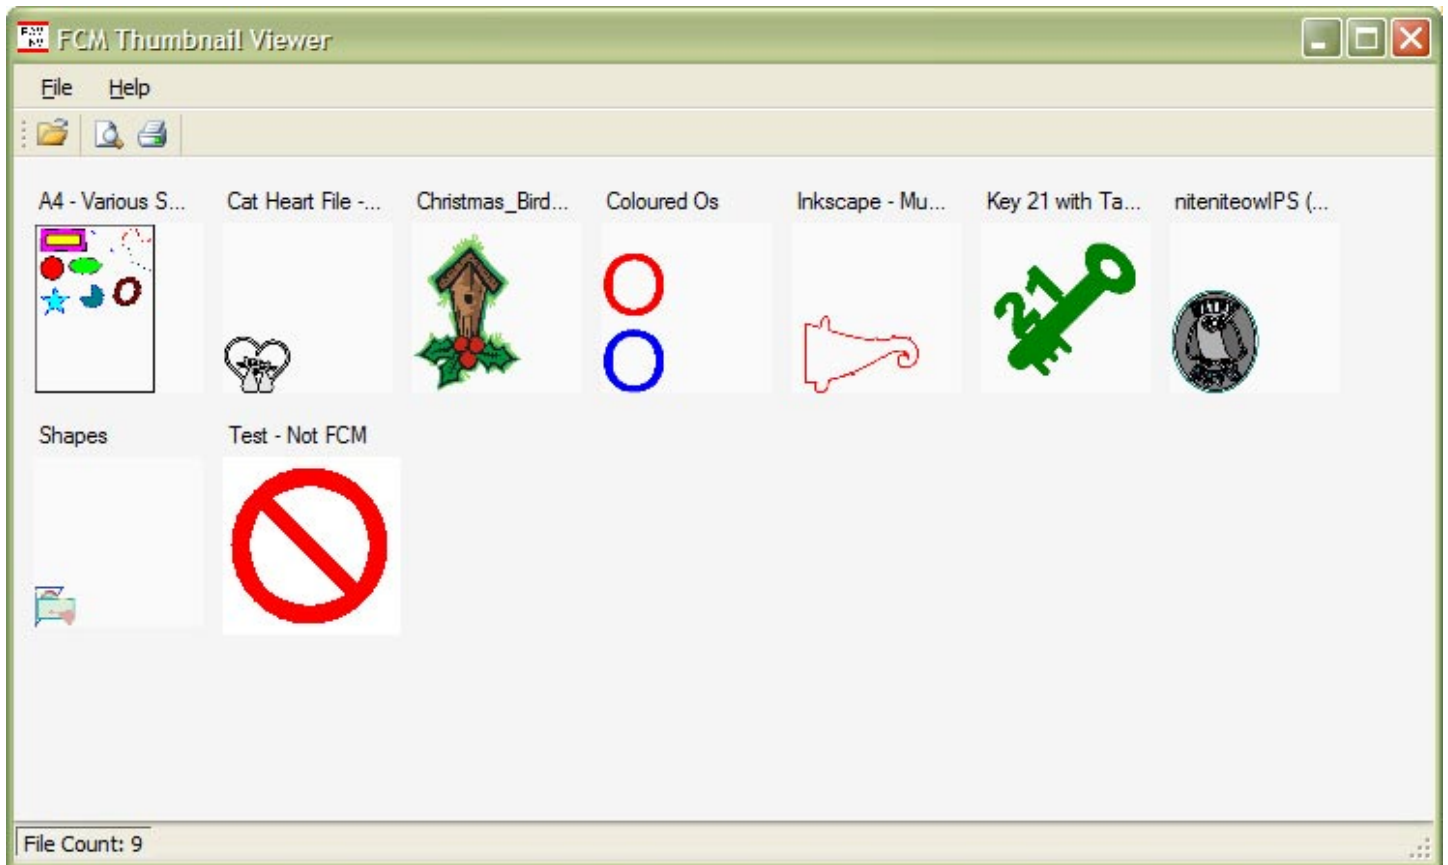 FCM Thumbnail Viewer
File Help
A4 - Various S... Cat Heart File -... Christmas_Bird... Coloured Os Inkscape - Mu... Key 21 with Ta... niteniteowlPS (...
O
O
21
Shapes Test - Not FCM
File Count: 9